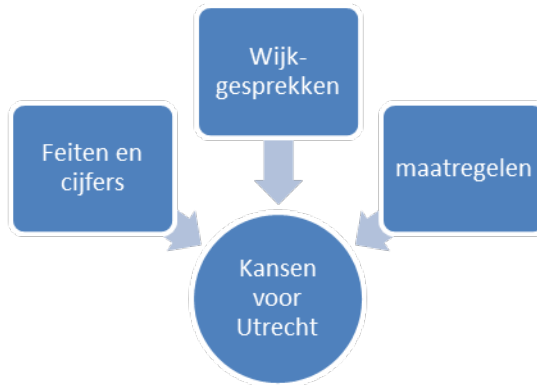 Wijk-
gesprekken
Feiten en
cijfers
maatregelen
Kansen
voor
Utrecht